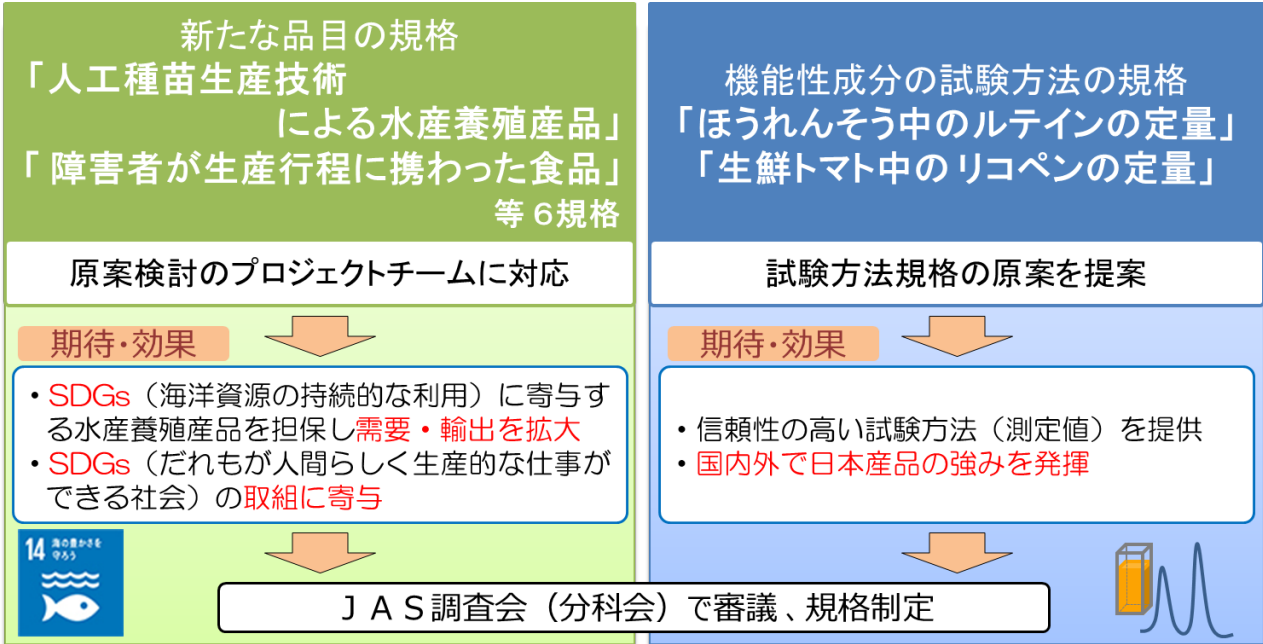 新たな品目の規格
「人工種苗生産技術
による水産養殖産品」
「障害者が生産行程に携わった食品」
等6規格
原案検討のプロジェクトチームに対応
期待・効果
・SDGs（海洋資源の持続的な利用）に寄与す
る水産養殖産品を担保し需要・輸出を拡大
・SDGs（だれもが人間らしく生産的な仕事が
できる社会）の取組に寄与
14 海の豊かさを
守ろう
機能性成分の試験方法の規格
「ほうれんそう中のルテインの定量」
「生鮮トマト中のリコペンの定量」
試験方法規格の原案を提案
期待・効果
・信頼性の高い試験方法（測定値）を提供
・国内外で日本産品の強みを発揮
ＪＡＳ調査会（分科会）で審議、規格制定